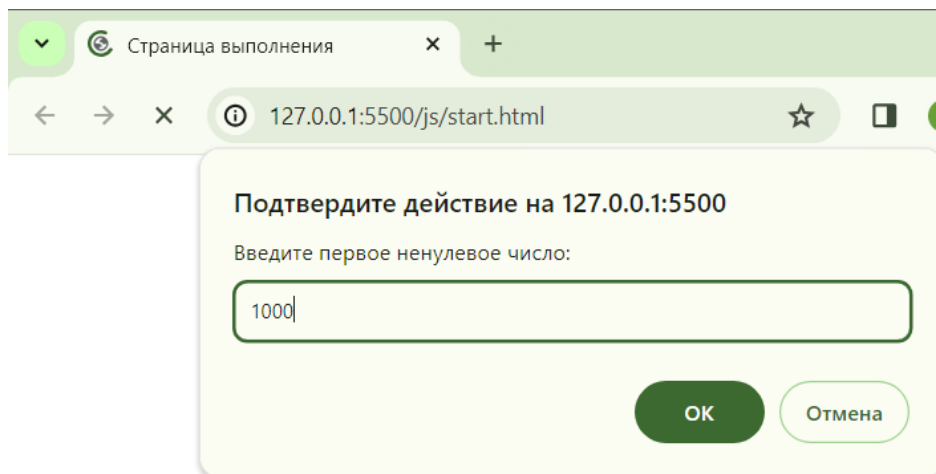 Страница выполнения
127.0.0.1:5500/js/start.html
Подтвердите действие на 127.0.0.1:5500
Введите первое ненулевое число:
1000
ОК Отмена